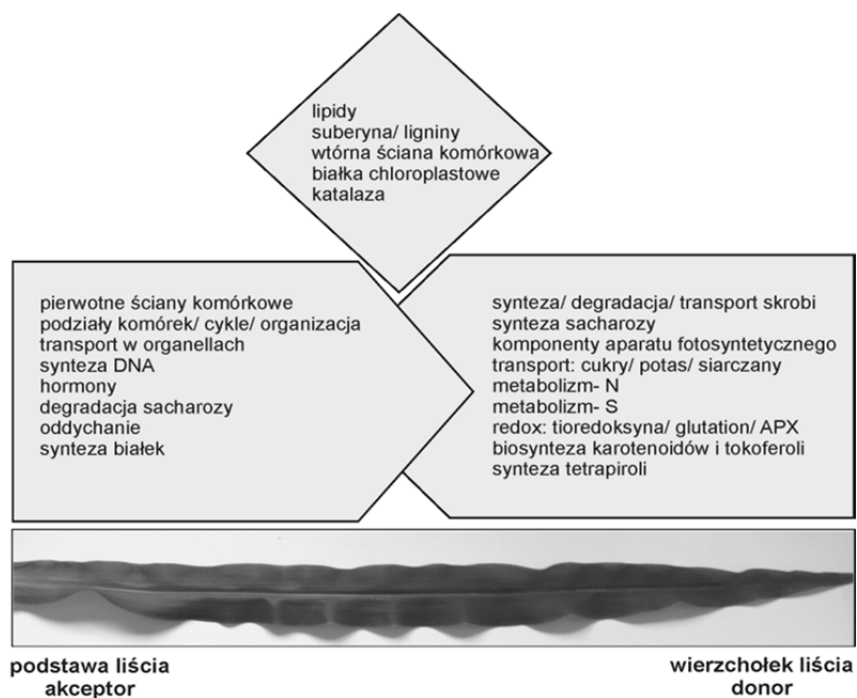 lipidy
suberyna/ ligniny
wtórna ściana komórkowa
białka chloroplastowe
katalaza
pierwotne ściany komórkowe
podziały komórek/ cykle/ organizacja
transport w organellach
synteza DNA
hormony
degradacja sacharozy
oddychanie
synteza białek
synteza/ degradacja/ transport skrobi
synteza sacharozy
komponenty aparatu fotosyntetycznego
transport: cukry/ potas/ siarczany
metabolizm- N
metabolizm- S
redox: tioredoksyna/ glutation/ APX
biosynteza karotenoidów i tokoferoli
synteza tetrapiroli
podstawa liścia
akceptor
wierzchołek liścia
donor